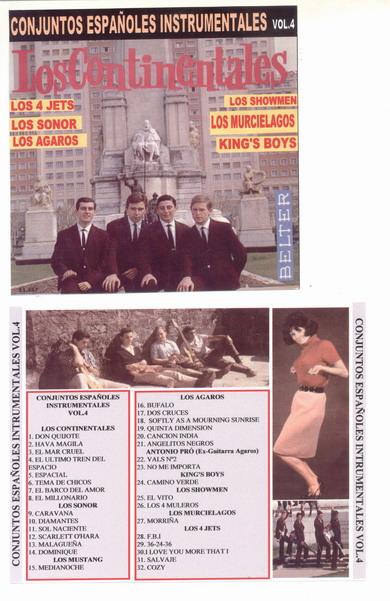 CONJUNTOS ESPAÑOLES INSTRUMENTALES VOL.4
Los Continentales
LOS 4 JETS
LOS SONOR
LOS AGAROS
LOS SHOWMEN
LOS MURCIELAGOS
KING'S BOYS
BELTER
CONJUNTOS ESPAÑOLES INSTRUMENTALES VOL.4
CONJUNTOS ESPAÑOLES
INSTRUMENTALES
VOL.4
LOS CONTINENTALES
1. DON QUIJOTE
2. HAVA MAGILA
3. EL MAR CRUEL
4. EL ULTIMO TREN DEL
ESPACIO
5. ESPACIAL
6. TEMA DE CHICOS
7. EL BARCO DEL AMOR
8. EL MILLONARIO
LOS SONOR
9. CARAVANA
10. DIAMANTES
11. SOL NACIENTE
12. SCARLETT O'HARA
13. MALAGUEÑA
14. DOMINIQUE
LOS MUSTANG
15. MEDIANOCHE
LOS AGAROS
16. BUFALO
17. DOS CRUCES
18. SOFTLY AS A MOURNING SUNRISE
19. QUINTA DIMENSION
20. CANCION INDIA
21. ANGELITOS NEGROS
ANTONIO PRÓ (Ex-Guitarra Agaros)
22. VALS Nº2
23. NO ME IMPORTA
KING'S BOYS
24. CAMINO VERDE
LOS SHOWMEN
25. EL VITO
26. LOS 4 MULEROS
LOS MURCIELAGOS
27. MORRIÑA
LOS 4 JETS
28. F.B.I
29. 36-24-36
30.I LOVE YOU MORE THAT I
31. SALVAJE
32. COZY
CONJUNTOS ESPAÑOLES INSTRUMENTALES VOL.4